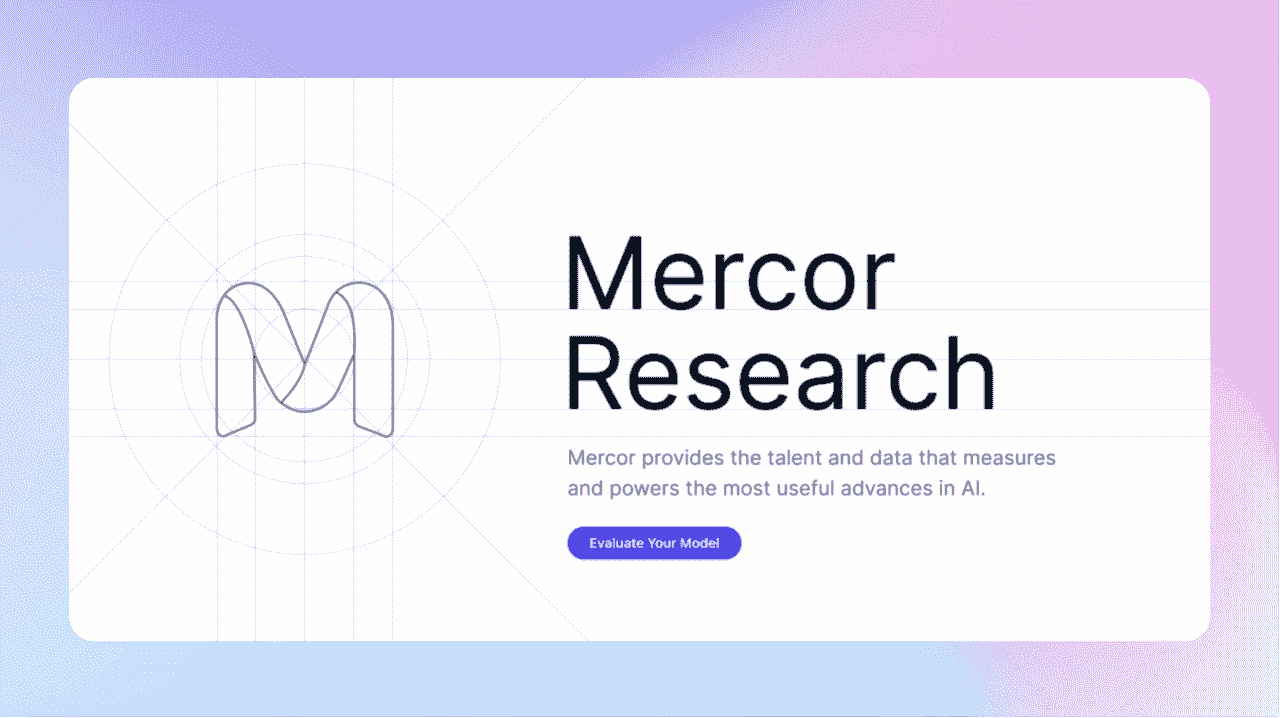 Mercor
Research
Mercor provides the talent and data that measures
and powers the most useful advances in AI.
Evaluate Your Model